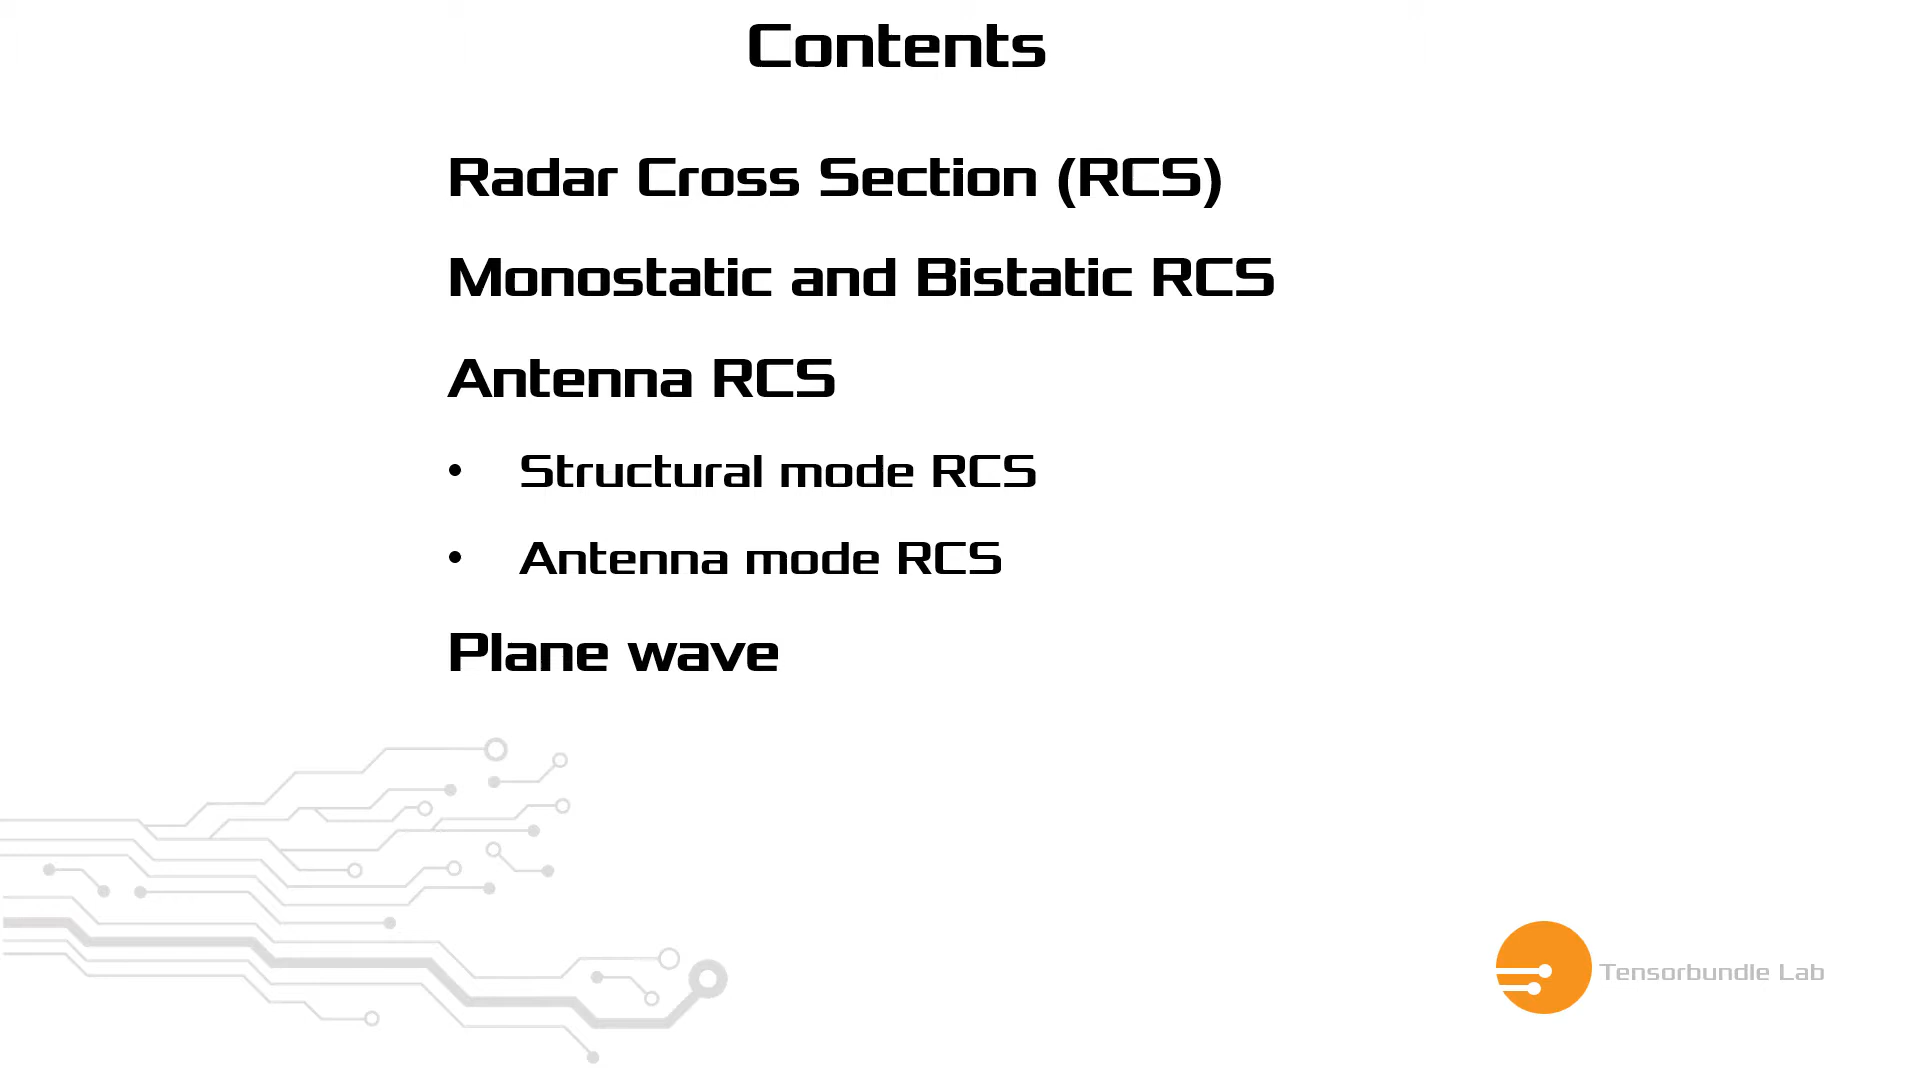 Contents
Radar Cross Section (RCS)
Monostatic and Bistatic RCS
Antenna RCS
• Structural mode RCS
• Antenna mode RCS
Plane wave
Tensorbundle Lab